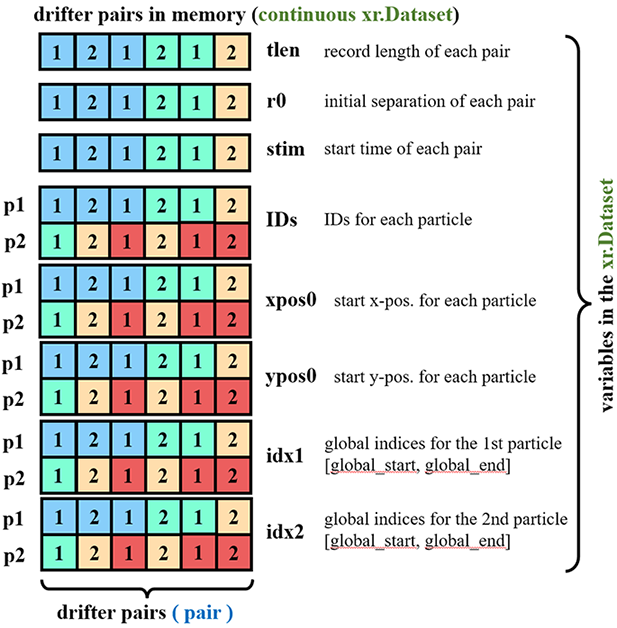 drifter pairs in memory (continuous xr.Dataset)
1 2 1 2 1 2 tlen record length of each pair
1 2 1 2 1 2 r0 initial separation of each pair
1 2 1 2 1 2 stim start time of each pair
p1 1 2 1 2 1 2
IDs IDs for each particle
p2 1 2 1 2 1 2
p1 1 2 1 2 1 2
xpos0 start x-pos. for each particle
p2 1 2 1 2 1 2
p1 1 2 1 2 1 2
ypos0 start y-pos. for each particle
p2 1 2 1 2 1 2
p1 1 2 1 2 1 2
idx1 global indices for the 1st particle
[global_start, global_end]
p2 1 2 1 2 1 2
p1 1 2 1 2 1 2
idx2 global indices for the 2nd particle
[global_start, global_end]
p2 1 2 1 2 1 2
drifter pairs ( pair )
variables in the xr.Dataset